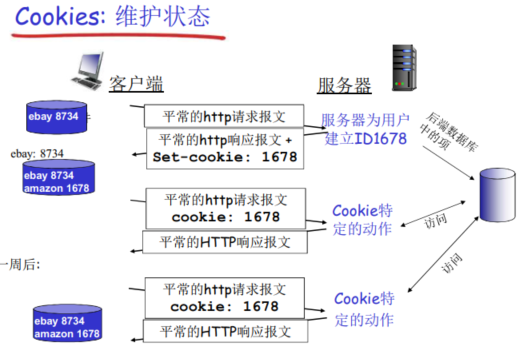 Cookies: 维护状态
客户端
服务器
ebay 8734
平常的http请求报文
服务器为用户
建立ID1678
后端数据库
中的项
平常的http响应报文 +
Set-cookie: 1678
ebay: 8734
ebay 8734
amazon 1678
平常的http请求报文
cookie: 1678
Cookie特
定的动作
访问
平常的HTTP响应报文
访问
一周后:
平常的http请求报文
cookie: 1678
Cookie特
定的动作
ebay 8734
amazon 1678
平常的HTTP响应报文